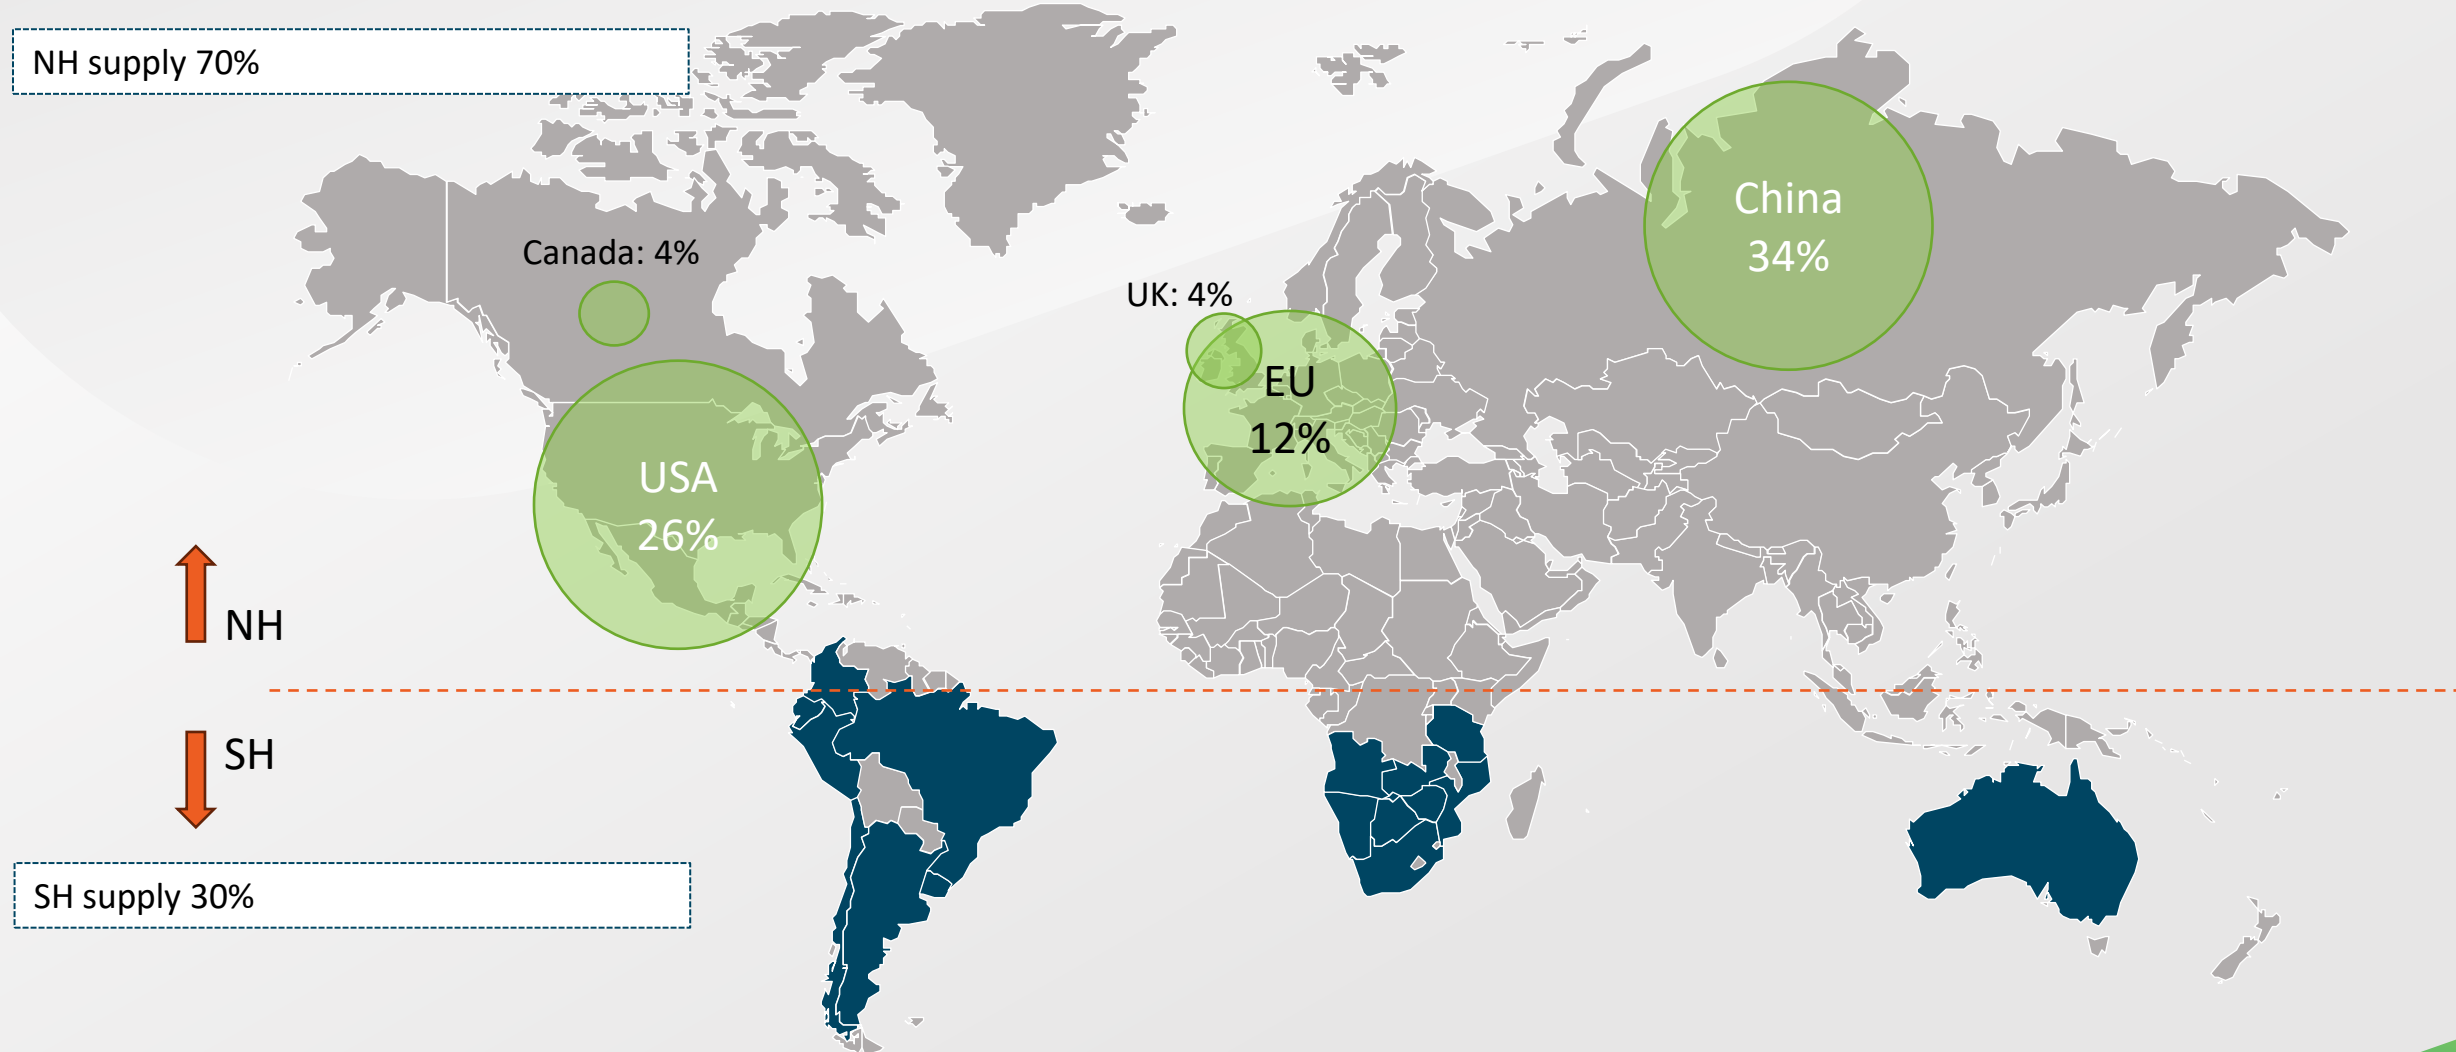 NH supply 70%
China
34%
Canada: 4%
UK: 4%
EU
12%
USA
26%
NH
SH
SH supply 30%